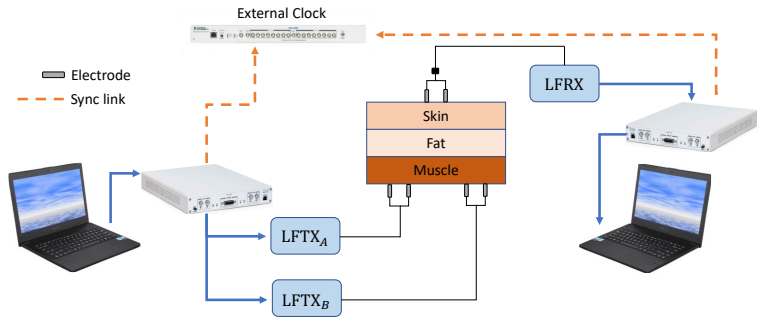 External Clock
Electrode
Sync link
LFRX
Skin
Fat
Muscle
LFTX_A
LFTX_B